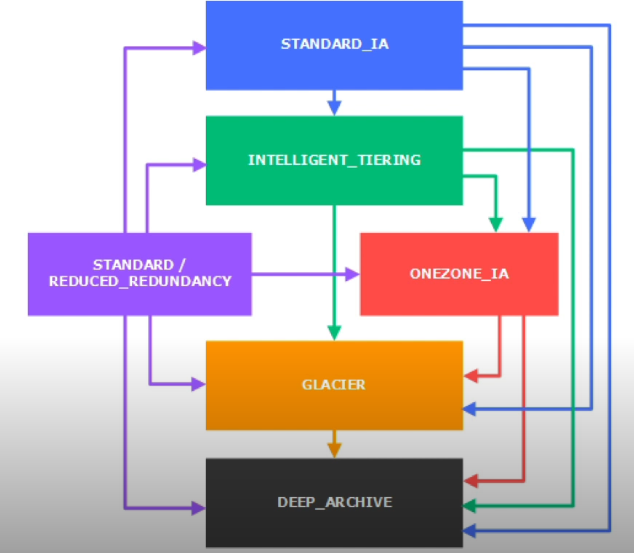 STANDARD_IA
INTELLIGENT_TIERING
STANDARD /
REDUCED_REDUNDANCY
ONEZONE_IA
GLACIER
DEEP_ARCHIVE